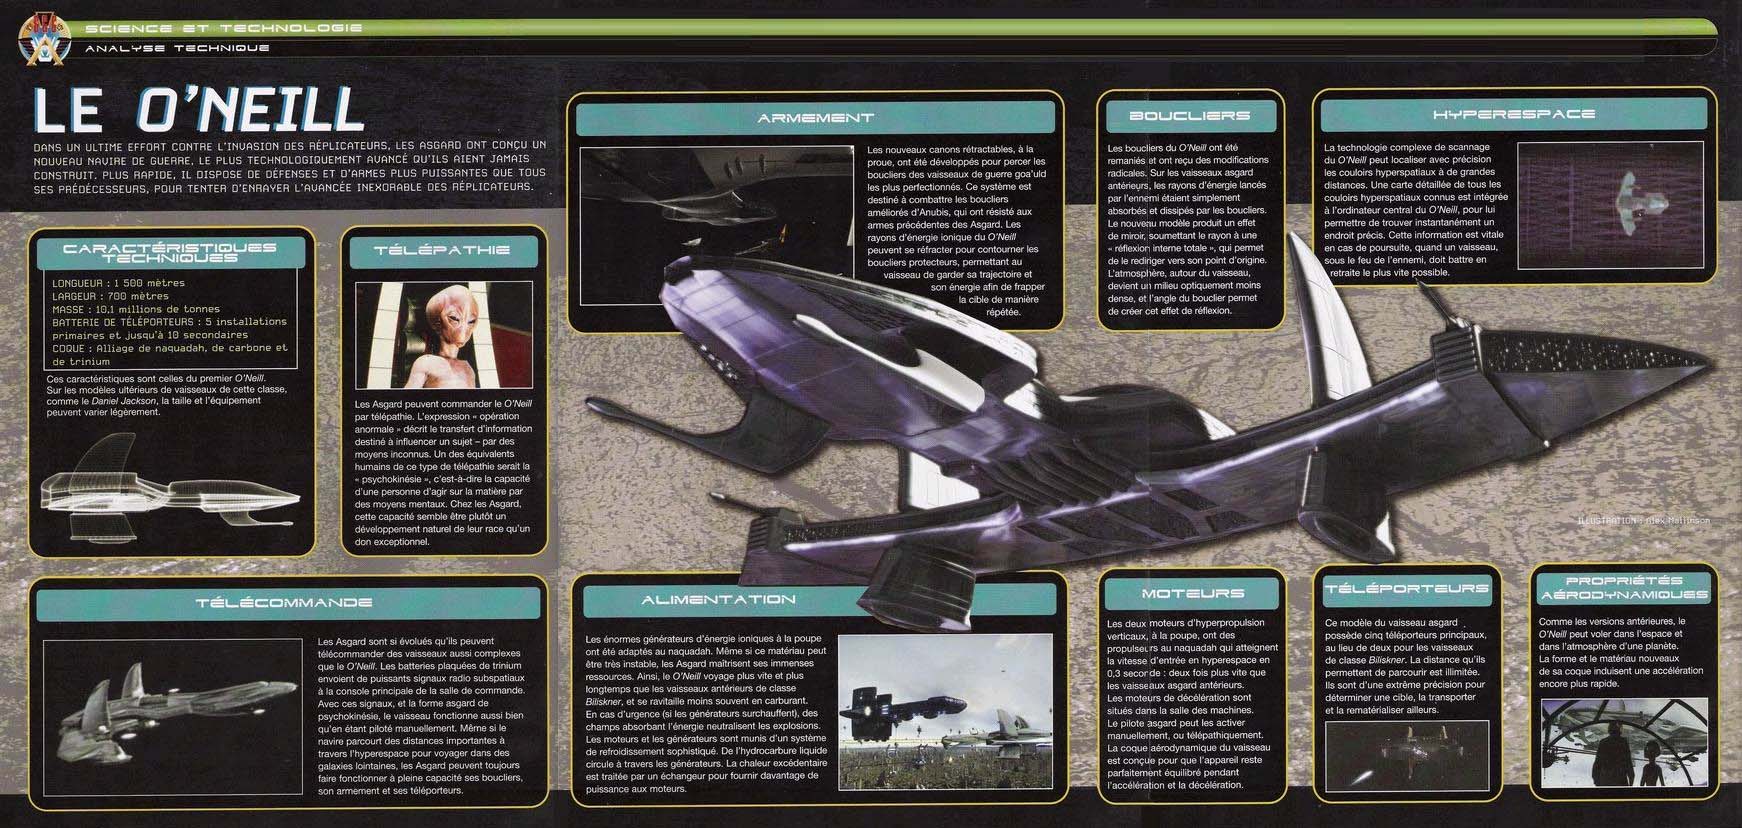 SCIENCE ET TECHNOLOGIE
ANALYSE TECHNIQUE
LE O'NEILL
DANS UN ULTIME EFFORT CONTRE L'INVASION DES RÉPLICATEURS, LES ASGARD ONT CONÇU UN
NOUVEAU NAVIRE DE GUERRE, LE PLUS TECHNOLOGIQUEMENT AVANCÉ QU'ILS AIENT JAMAIS
CONSTRUIT. PLUS RAPIDE, IL DISPOSE DE DÉFENSES ET D'ARMES PLUS PUISSANTES QUE TOUS
SES PRÉDÉCESSEURS, POUR TENTER D'ENRAYER L'AVANCÉE INEXORABLE DES RÉPLICATEURS.
CARACTÉRISTIQUES
TECHNIQUES
LONGUEUR : 1 500 mètres
LARGEUR : 700 mètres
MASSE : 10,1 millions de tonnes
BATTERIE DE TÉLÉPORTEURS : 5 installations
primaires et jusqu'à 10 secondaires
COQUE : Alliage de naquadah, de carbone et
de trinium
Ces caractéristiques sont celles du premier O'Neill.
Sur les modèles ultérieurs de vaisseaux de cette classe,
comme le Daniel Jackson, la taille et l'équipement
peuvent varier légèrement.
TÉLÉPATHIE
Les Asgard peuvent commander le O'Neill
par télépathie. L'expression « opération
anormale » décrit le transfert d'information
destiné à influencer un sujet – par des
moyens inconnus. Un des équivalents
humains de ce type de télépathie serait la
« psychokinésie », c'est-à-dire la capacité
d'une personne d'agir sur la matière par
des moyens mentaux. Chez les Asgard,
cette capacité semble être plutôt un
développement naturel de leur race qu'un
don exceptionnel.
ARMEMENT
Les nouveaux canons rétractables, à la
proue, ont été développés pour percer les
boucliers des vaisseaux de guerre goa'uld
les plus perfectionnés. Ce système est
destiné à combattre les boucliers
améliorés d'Anubis, qui ont résisté aux
armes précédentes des Asgard. Les
rayons d'énergie ionique du O'Neill
peuvent se réfracter pour contourner les
boucliers protecteurs, permettant au
vaisseau de garder sa trajectoire et
son énergie afin de frapper
la cible de manière
répétée.
BOUCLIERS
Les boucliers du O'Neill ont été
remaniés et ont reçu des modifications
radicales. Sur les vaisseaux asgard
antérieurs, les rayons d'énergie lancés
par l'ennemi étaient simplement
absorbés et dissipés par les boucliers.
Le nouveau modèle produit un effet
de miroir, soumettant le rayon à une
« réflexion interne totale », qui permet
de le rediriger vers son point d'origine.
L'atmosphère, autour du vaisseau,
devient un milieu optiquement moins
dense, et l'angle du bouclier permet
de créer cet effet de réflexion.
HYPERESPACE
La technologie complexe de scannage
du O'Neill peut localiser avec précision
les couloirs hyperspatiaux à de grandes
distances. Une carte détaillée de tous les
couloirs hyperspatiaux connus est intégrée
à l'ordinateur central du O'Neill, pour lui
permettre de trouver instantanément un
endroit précis. Cette information est vitale
en cas de poursuite, quand un vaisseau,
sous le feu de l'ennemi, doit battre en
retraite le plus vite possible.
ILLUSTRATION : Alex Mallinson
TÉLÉCOMMANDE
Les Asgard sont si évolués qu'ils peuvent
télécommander des vaisseaux aussi complexes
que le O'Neill. Les batteries plaquées de trinium
envoient de puissants signaux radio subspatiaux
à la console principale de la salle de commande.
Avec ces signaux, et la forme asgard de
psychokinésie, le vaisseau fonctionne aussi bien
qu'en étant piloté manuellement. Même si le
navire parcourt des distances importantes à
travers l'hyperespace pour voyager dans des
galaxies lointaines, les Asgard peuvent toujours
faire fonctionner à pleine capacité ses boucliers,
son armement et ses téléporteurs.
ALIMENTATION
Les énormes générateurs d'énergie ioniques à la poupe
ont été adaptés au naquadah. Même si ce matériau peut
être très instable, les Asgard maîtrisent ses immenses
ressources. Ainsi, le O'Neill voyage plus vite et plus
longtemps que les vaisseaux antérieurs de classe
Biliskner, et se ravitaille moins souvent en carburant.
En cas d'urgence (si les générateurs surchauffent), des
champs absorbant l'énergie neutralisent les explosions.
Les moteurs et les générateurs sont munis d'un système
de refroidissement sophistiqué. De l'hydrocarbure liquide
circule à travers les générateurs. La chaleur excédentaire
est traitée par un échangeur pour fournir davantage de
puissance aux moteurs.
MOTEURS
Les deux moteurs d'hyperpropulsion
verticaux, à la poupe, ont des
propulseurs au naquadah qui atteignent
la vitesse d'entrée en hyperespace en
0,3 seconde : deux fois plus vite que
les vaisseaux asgard antérieurs.
Les moteurs de décélération sont
situés dans la salle des machines.
Le pilote asgard peut les activer
manuellement, ou télépathiquement.
La coque aérodynamique du vaisseau
est conçue pour que l'appareil reste
parfaitement équilibré pendant
l'accélération et la décélération.
TÉLÉPORTEURS
Ce modèle du vaisseau asgard
possède cinq téléporteurs principaux,
au lieu de deux pour les vaisseaux
de classe Biliskner. La distance qu'ils
permettent de parcourir est illimitée.
Ils sont d'une extrême précision pour
déterminer une cible, la transporter
et la rematérialiser ailleurs.
PROPRIÉTÉS
AÉRODYNAMIQUES
Comme les versions antérieures, le
O'Neill peut voler dans l'espace et
dans l'atmosphère d'une planète.
La forme et le matériau nouveaux
de sa coque induisent une accélération
encore plus rapide.